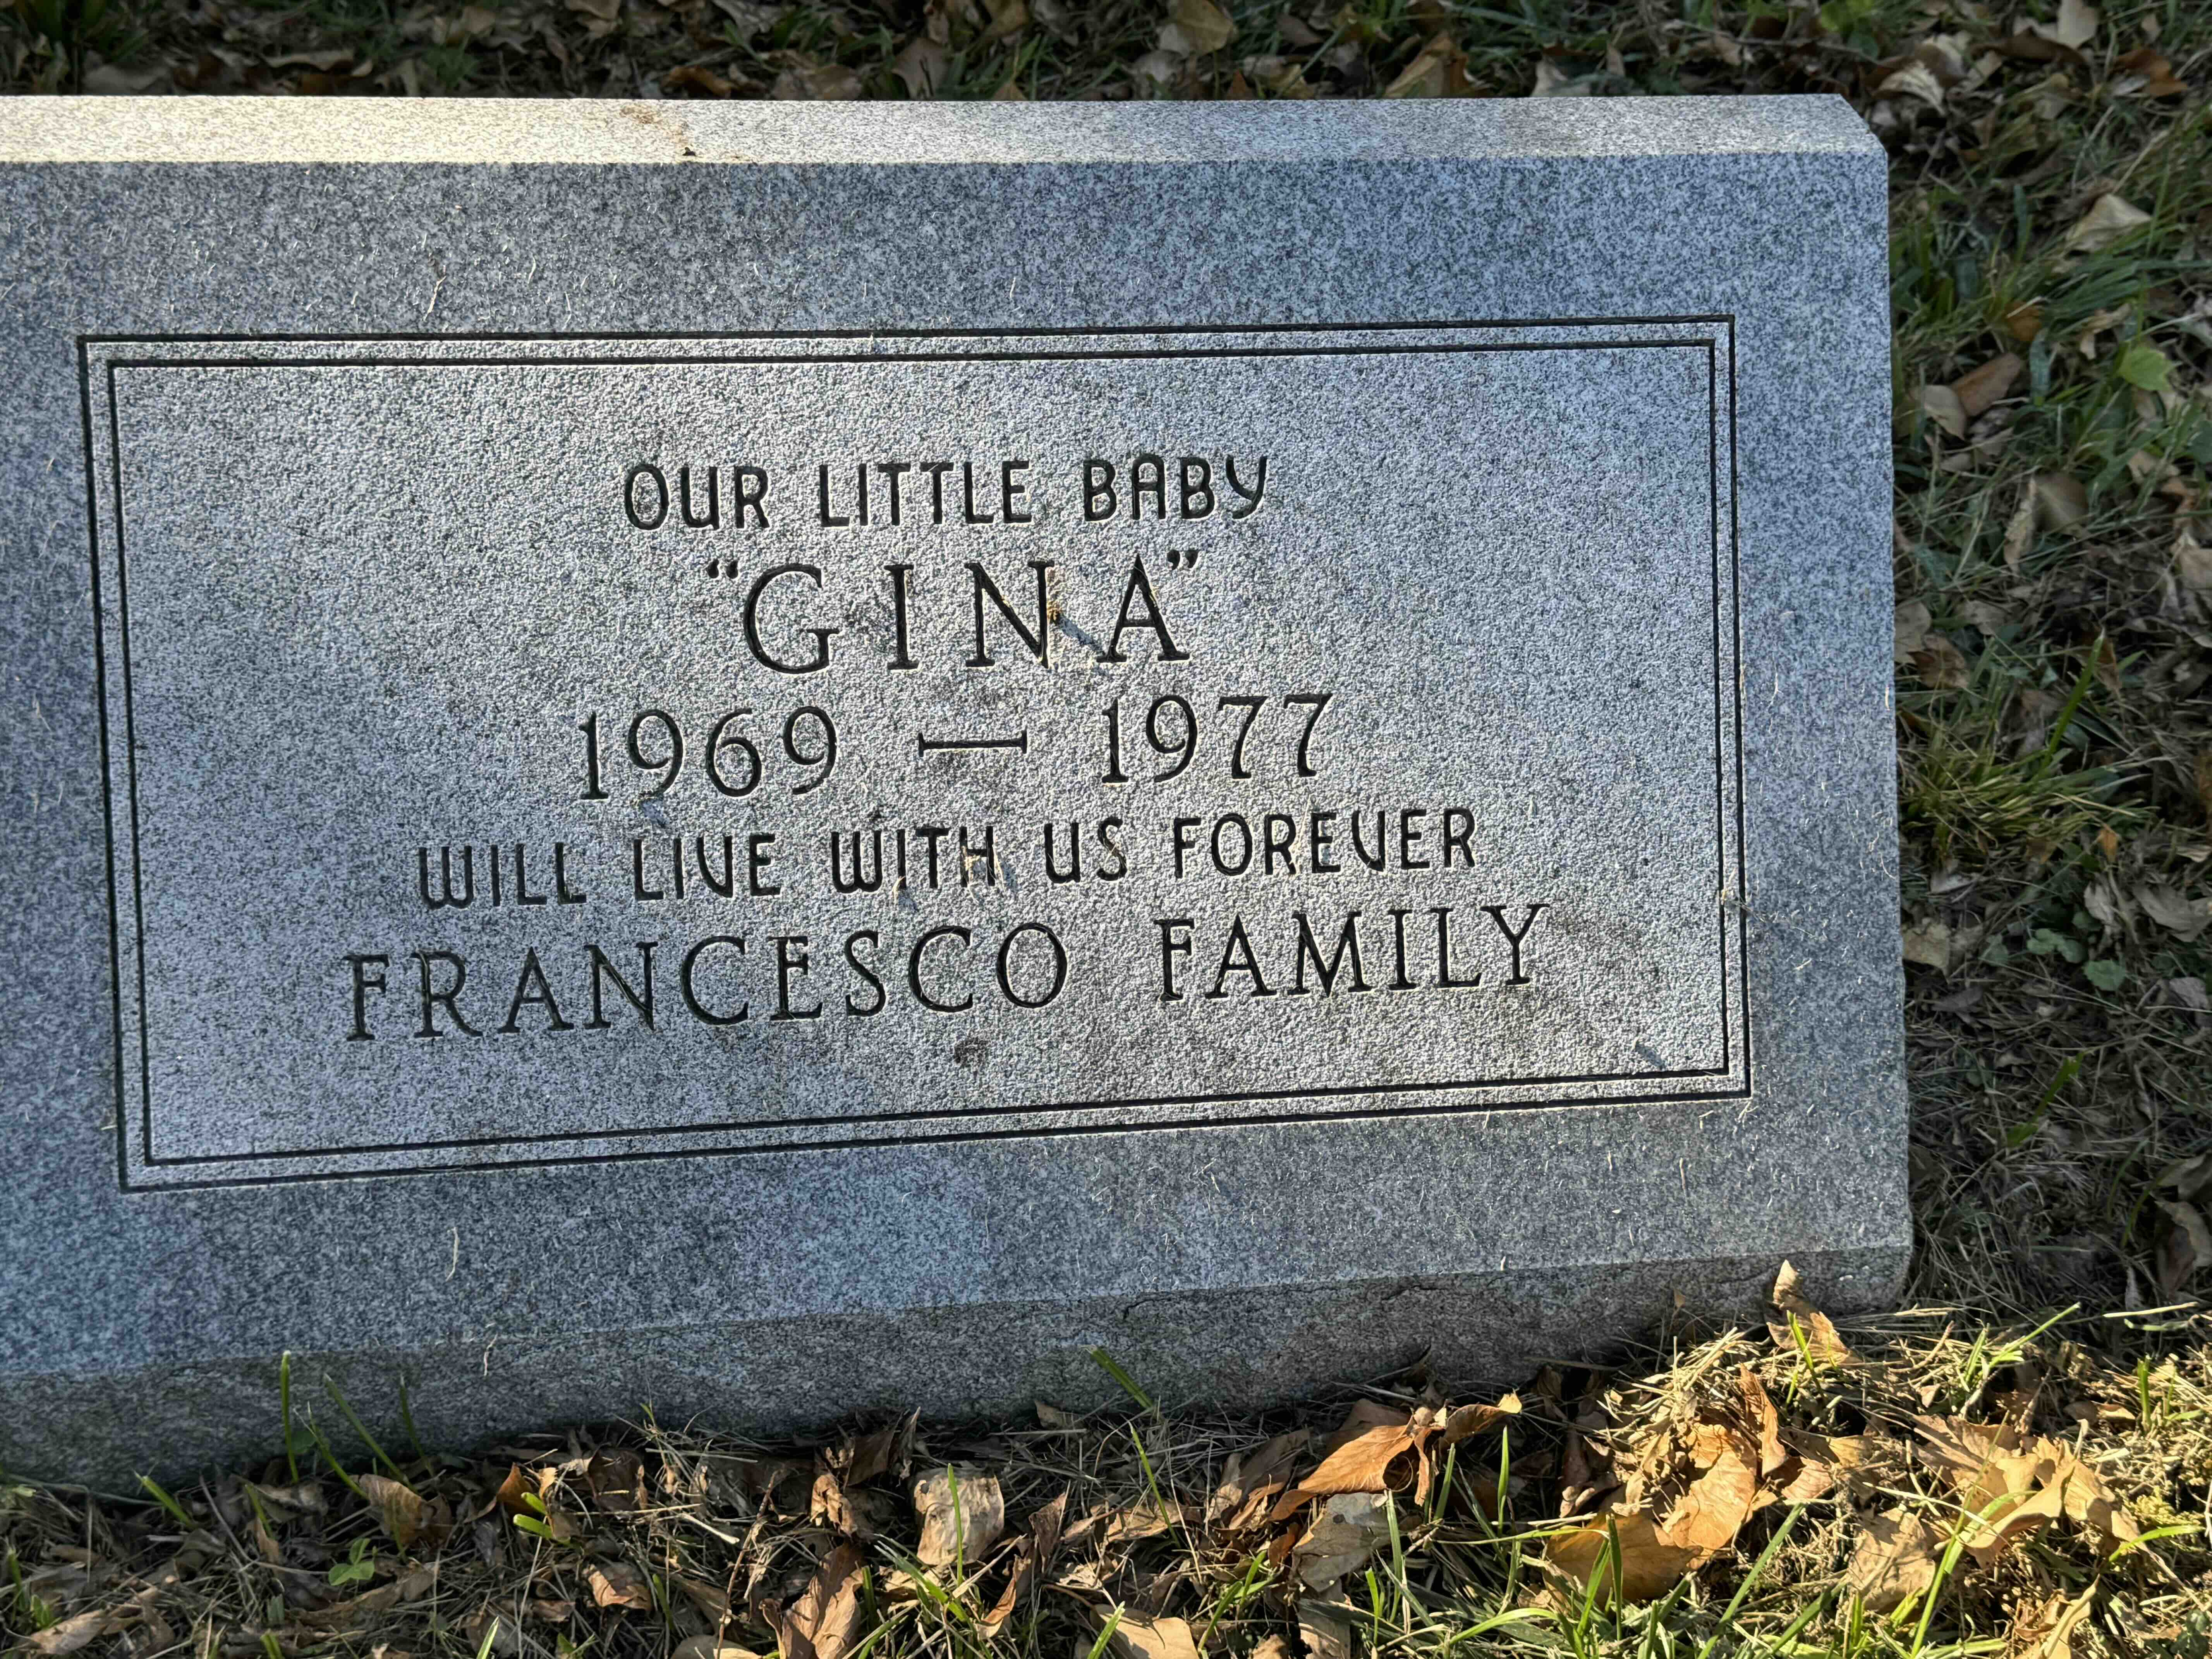 OUR LITTLE BABY
"GINA"
1969 — 1977
WILL LIVE WITH US FOREVER
FRANCESCO FAMILY